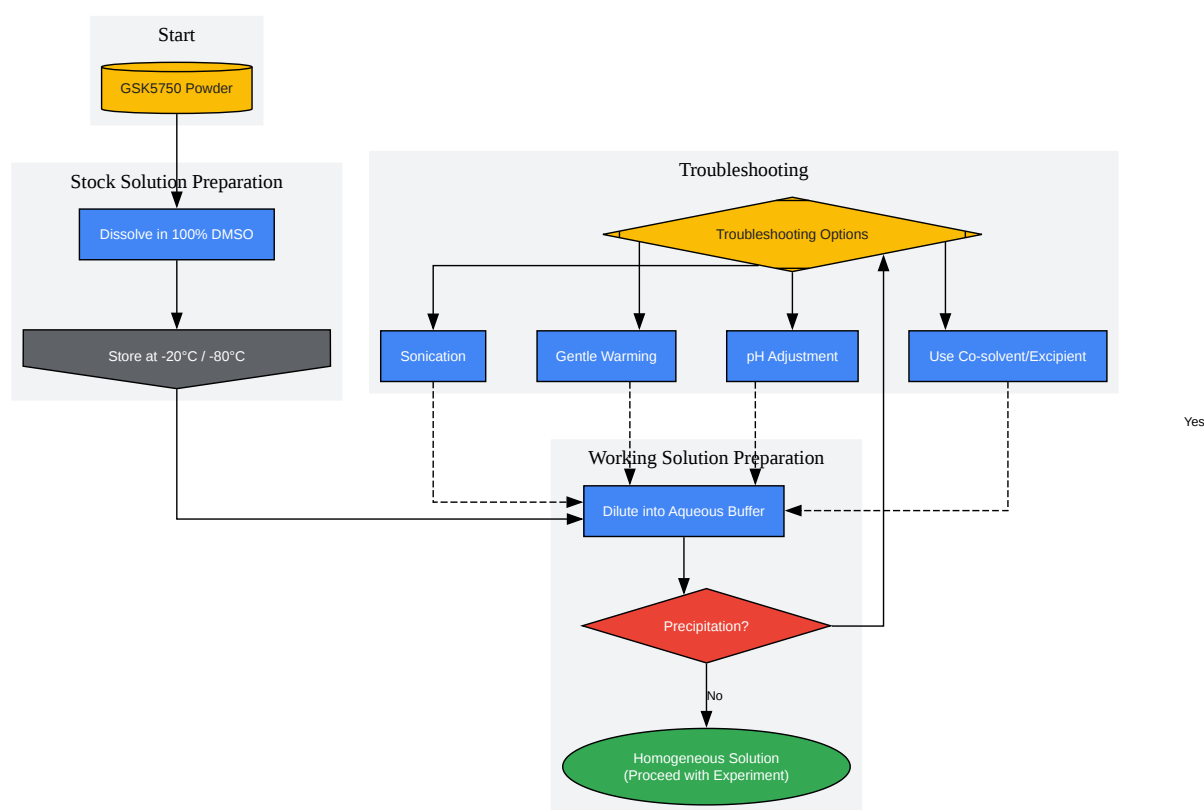 Start
GSK5750 Powder
Stock Solution Preparation
Dissolve in 100% DMSO
Store at -20°C / -80°C
Troubleshooting
Troubleshooting Options
Sonication
Gentle Warming
pH Adjustment
Use Co-solvent/Excipient
Yes
Working Solution Preparation
Dilute into Aqueous Buffer
Precipitation?
No
Homogeneous Solution
(Proceed with Experiment)